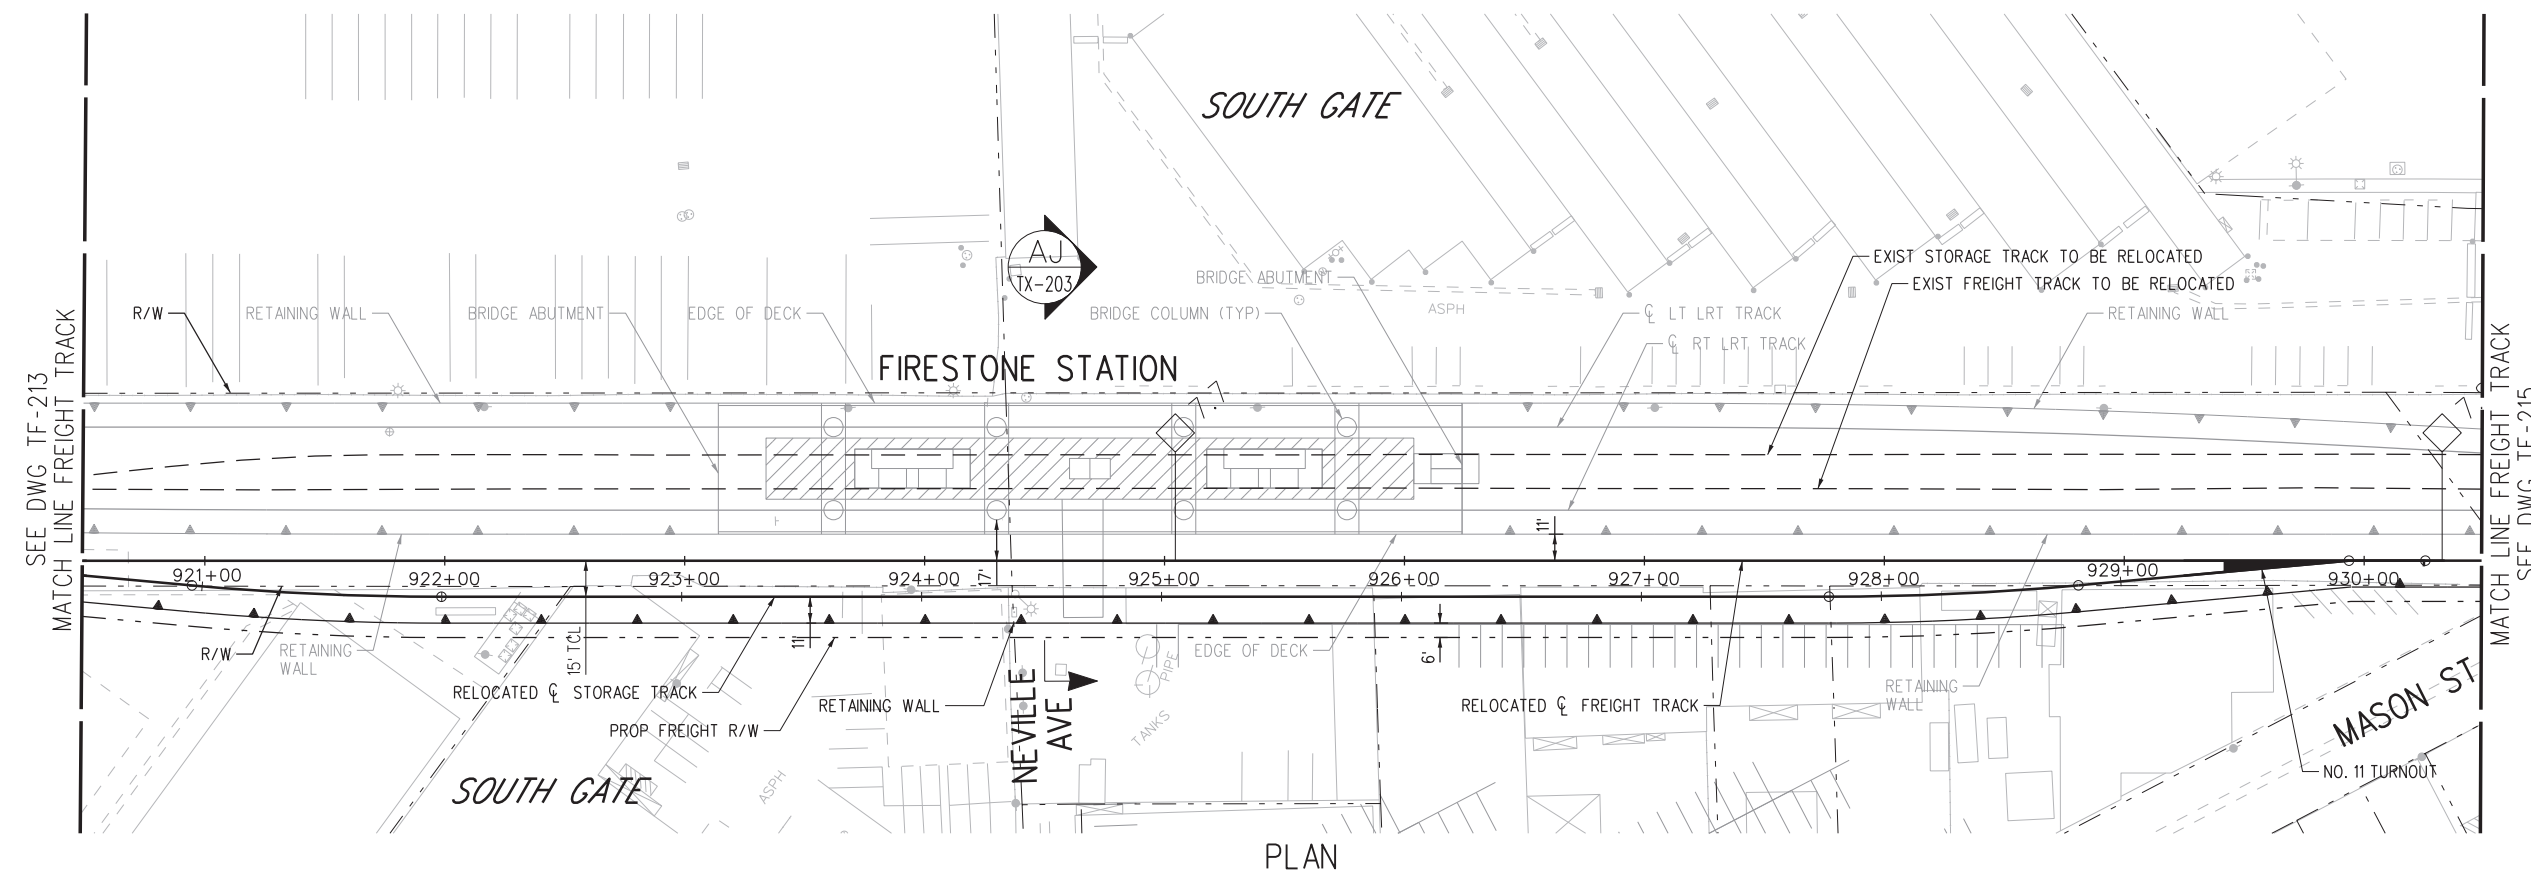 SOUTH GATE
AJ
TX-203
EXIST STORAGE TRACK TO BE RELOCATED
EXIST FREIGHT TRACK TO BE RELOCATED
BRIDGE ABUTMENT
ASPH
R/W
RETAINING WALL
BRIDGE ABUTMENT
EDGE OF DECK
BRIDGE COLUMN (TYP)
℄ LT LRT TRACK
RETAINING WALL
℄ RT LRT TRACK
FIRESTONE STATION
SEE DWG TF-213
MATCH LINE FREIGHT TRACK
MATCH LINE FREIGHT TRACK
SEE DWG TF-215
11'
921+00
922+00
923+00
924+00
925+00
926+00
927+00
928+00
929+00
930+00
17'
R/W
RETAINING
WALL
15' TCL
11'
6'
PIPE
TANKS
EDGE OF DECK
RELOCATED ℄ STORAGE TRACK
RETAINING WALL
RELOCATED ℄ FREIGHT TRACK
RETAINING
WALL
PROP FREIGHT R/W
NEVILLE
AVE
MASON ST
NO. 11 TURNOUT
SOUTH GATE
ASPH
PLAN